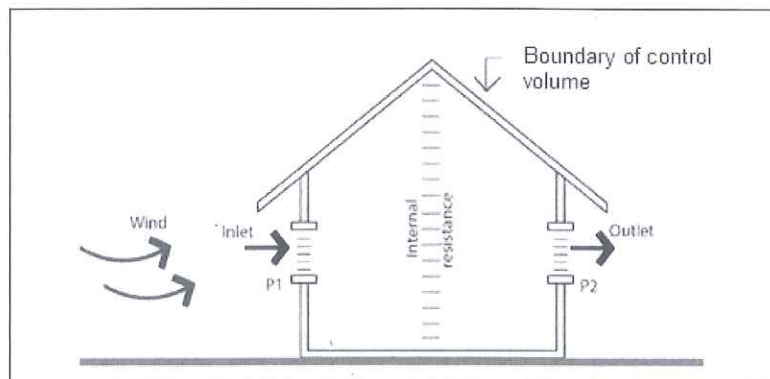 Boundary of control
volume
Wind
Inlet
Internal
resistance
Outlet
P1
P2